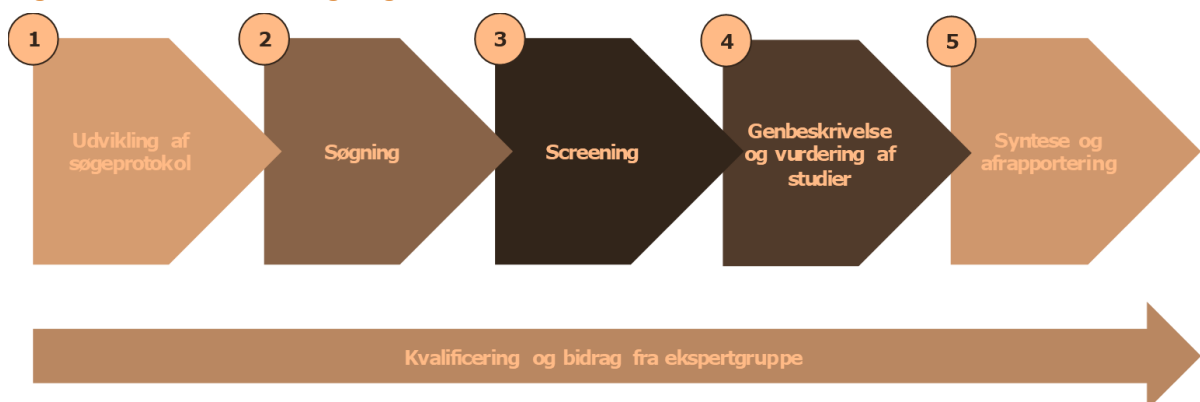 1
Udvikling af
søgeprotokol
2
Søgning
3
Screening
4
Genbeskrivelse
og vurdering af
studier
5
Syntese og
afrapportering
Kvalificering og bidrag fra ekspertgruppe